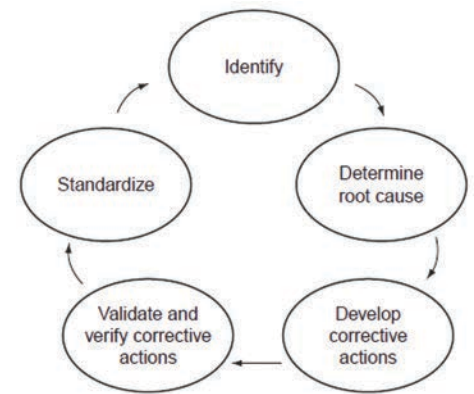 Identify
Determine
root cause
Develop
corrective
actions
Validate and
verify corrective
actions
Standardize